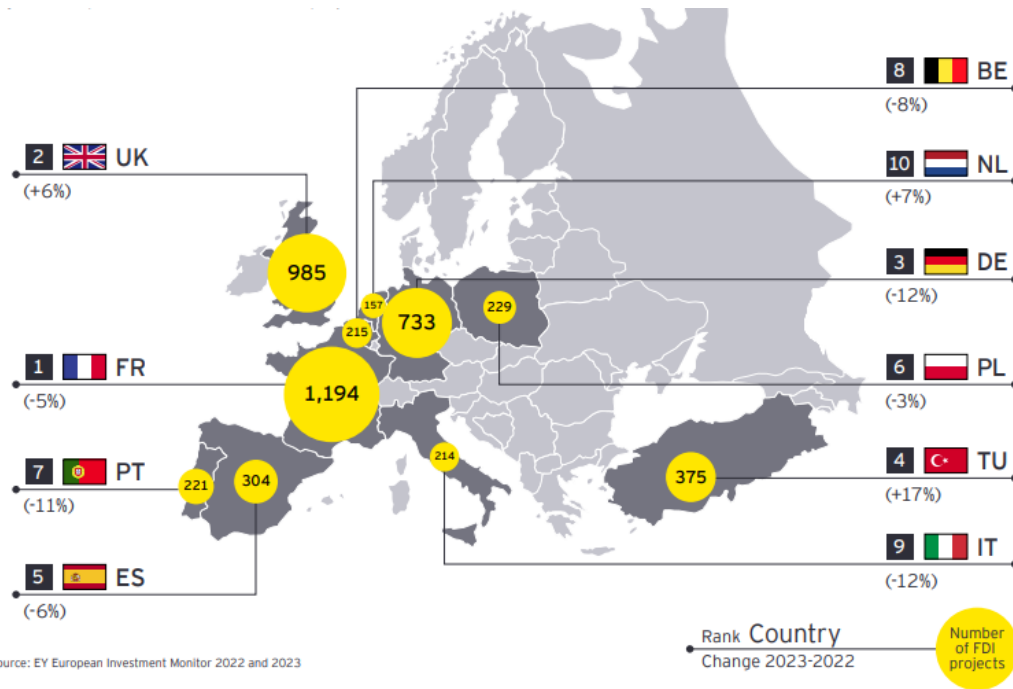 8 BE
(-8%)
2 UK
(+6%)
10 NL
(+7%)
985
3 DE
(-12%)
157
229
215
733
1 FR
(-5%)
1,194
6 PL
(-3%)
7 PT
(-11%)
221
304
214
375
4 TU
(+17%)
5 ES
(-6%)
9 IT
(-12%)
Rank Country
Change 2023-2022
Number
of FDI
projects
ource: EY European Investment Monitor 2022 and 2023